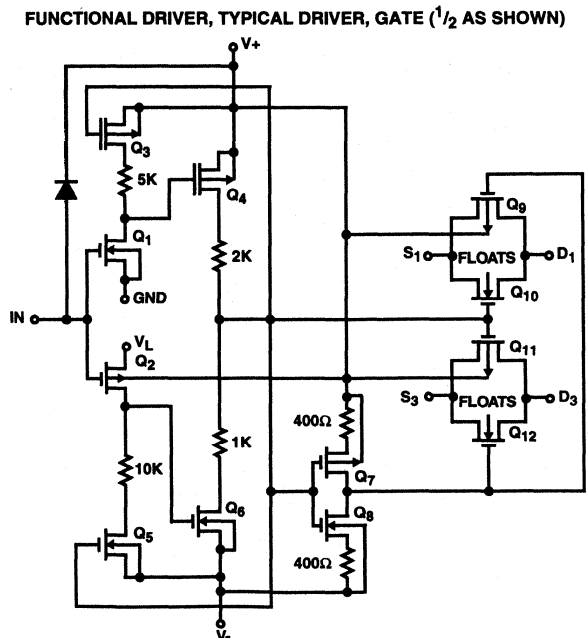 FUNCTIONAL DRIVER, TYPICAL DRIVER, GATE (1/2 AS SHOWN)
V+
Q3
5K
Q4
Q9
Q1
2K
S1
FLOATS
D1
GND
Q10
IN
VL
Q2
Q11
S3
FLOATS
D3
400Ω
Q12
1K
10K
Q7
Q6
Q8
Q5
400Ω
V-